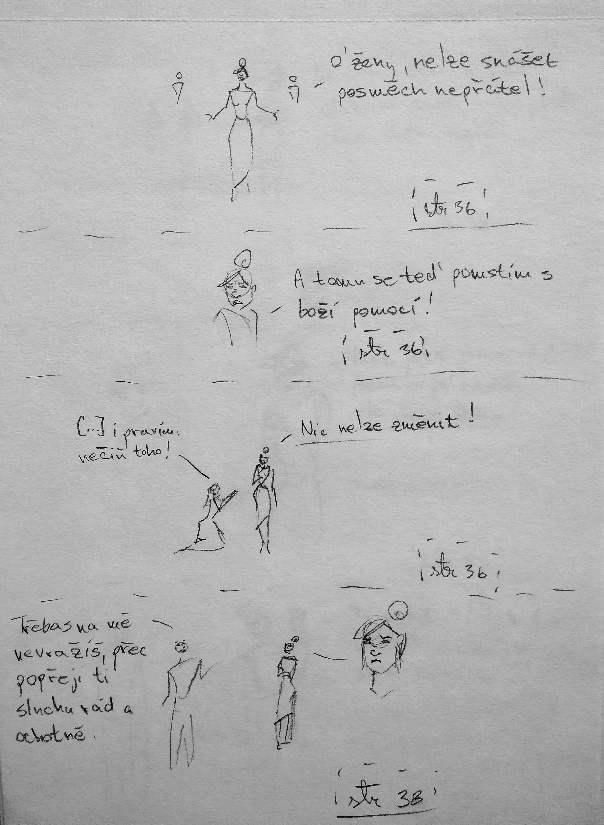 Ó ženy, nelze snášet
posměch nepřátel!
str 36
A tomu se teď pomstím s
boží pomocí!
str 36
[...] i pravím:
nečiň toho!
Nic nelze změnit!
str 36
Třebas na mě
nevražíš, přec
popřeji ti
sluchu rád a
ochotně.
str 38